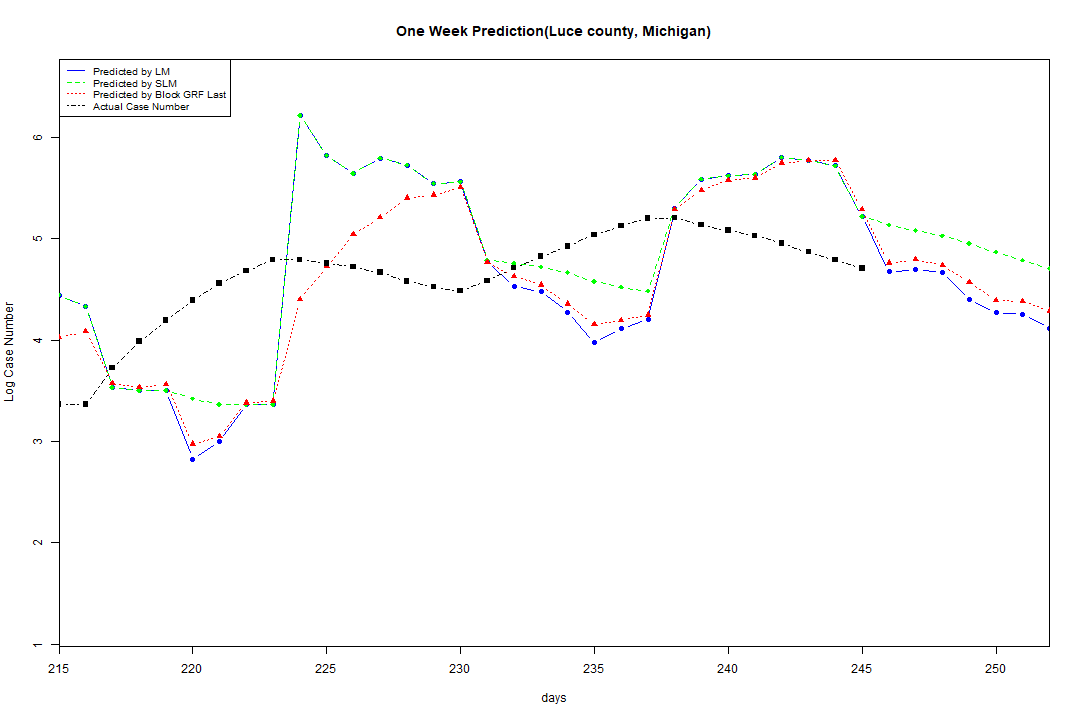 One Week Prediction(Luce county, Michigan)
Predicted by LM
Predicted by SLM
Predicted by Block GRF Last
Actual Case Number
Log Case Number
6
5
4
3
2
1
215 220 225 230 235 240 245 250
days